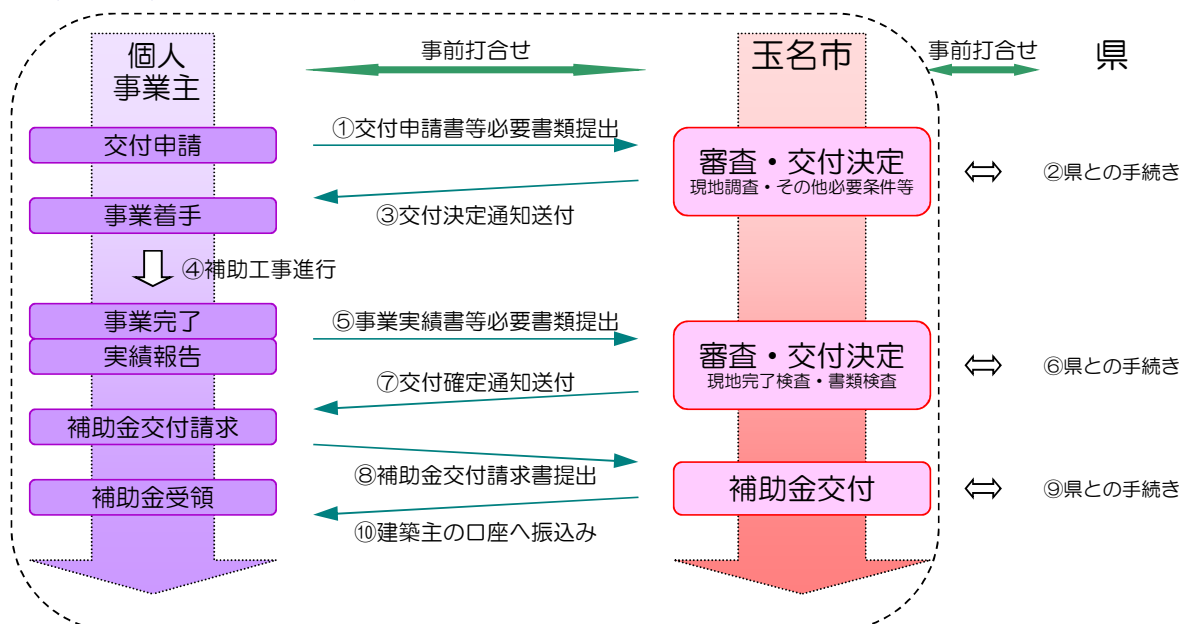 個人
事業主
事前打合せ
玉名市
事前打合せ
県
交付申請
①交付申請書等必要書類提出
審査・交付決定
現地調査・その他必要条件等
②県との手続き
事業着手
③交付決定通知送付
④補助工事進行
事業完了
⑤事業実績書等必要書類提出
実績報告
審査・交付決定
現地完了検査・書類検査
⑥県との手続き
⑦交付確定通知送付
補助金交付請求
⑧補助金交付請求書提出
補助金交付
⑨県との手続き
補助金受領
⑩建築主の口座へ振込み